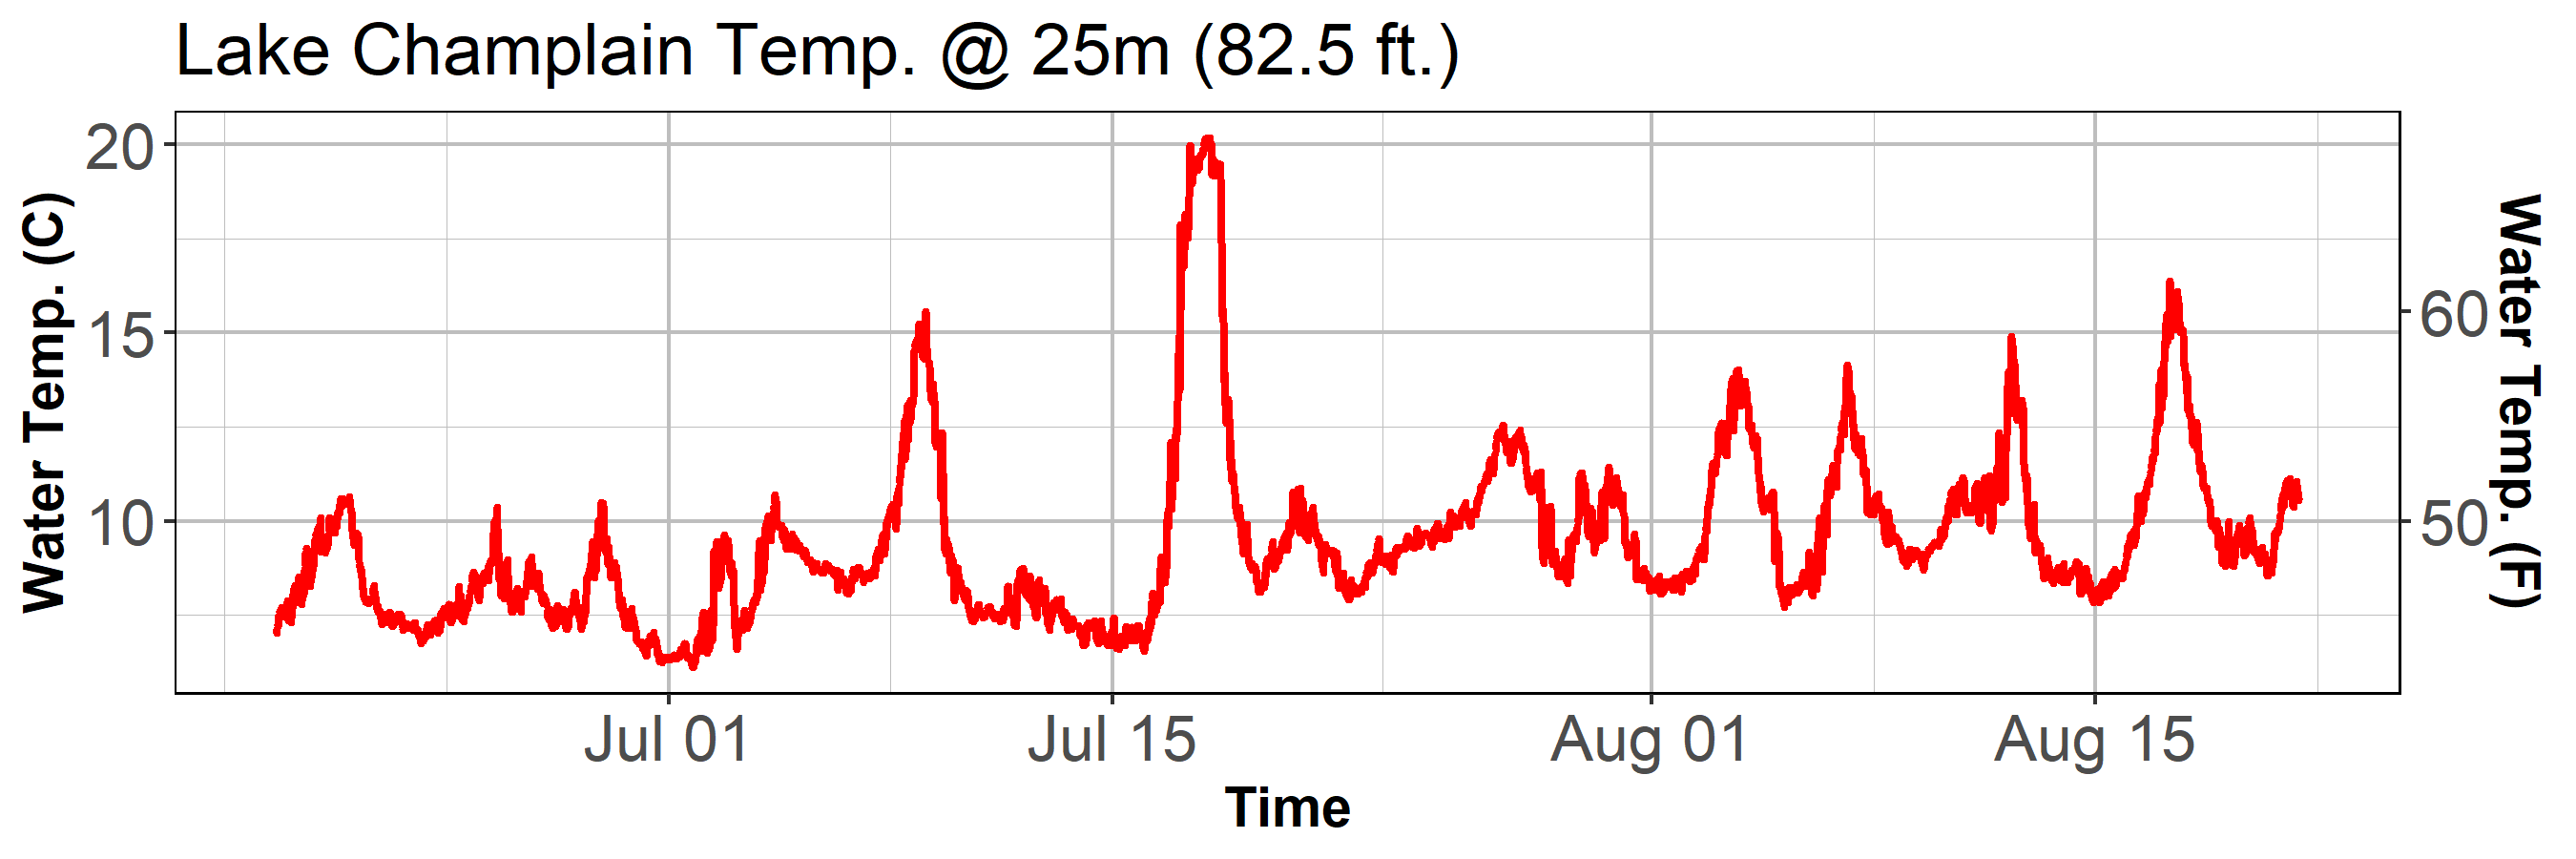 Lake Champlain Temp. @ 25m (82.5 ft.)
Water Temp. (C)
20
15
10
60
50
Water Temp. (F)
Jul 01 Jul 15 Aug 01 Aug 15
Time